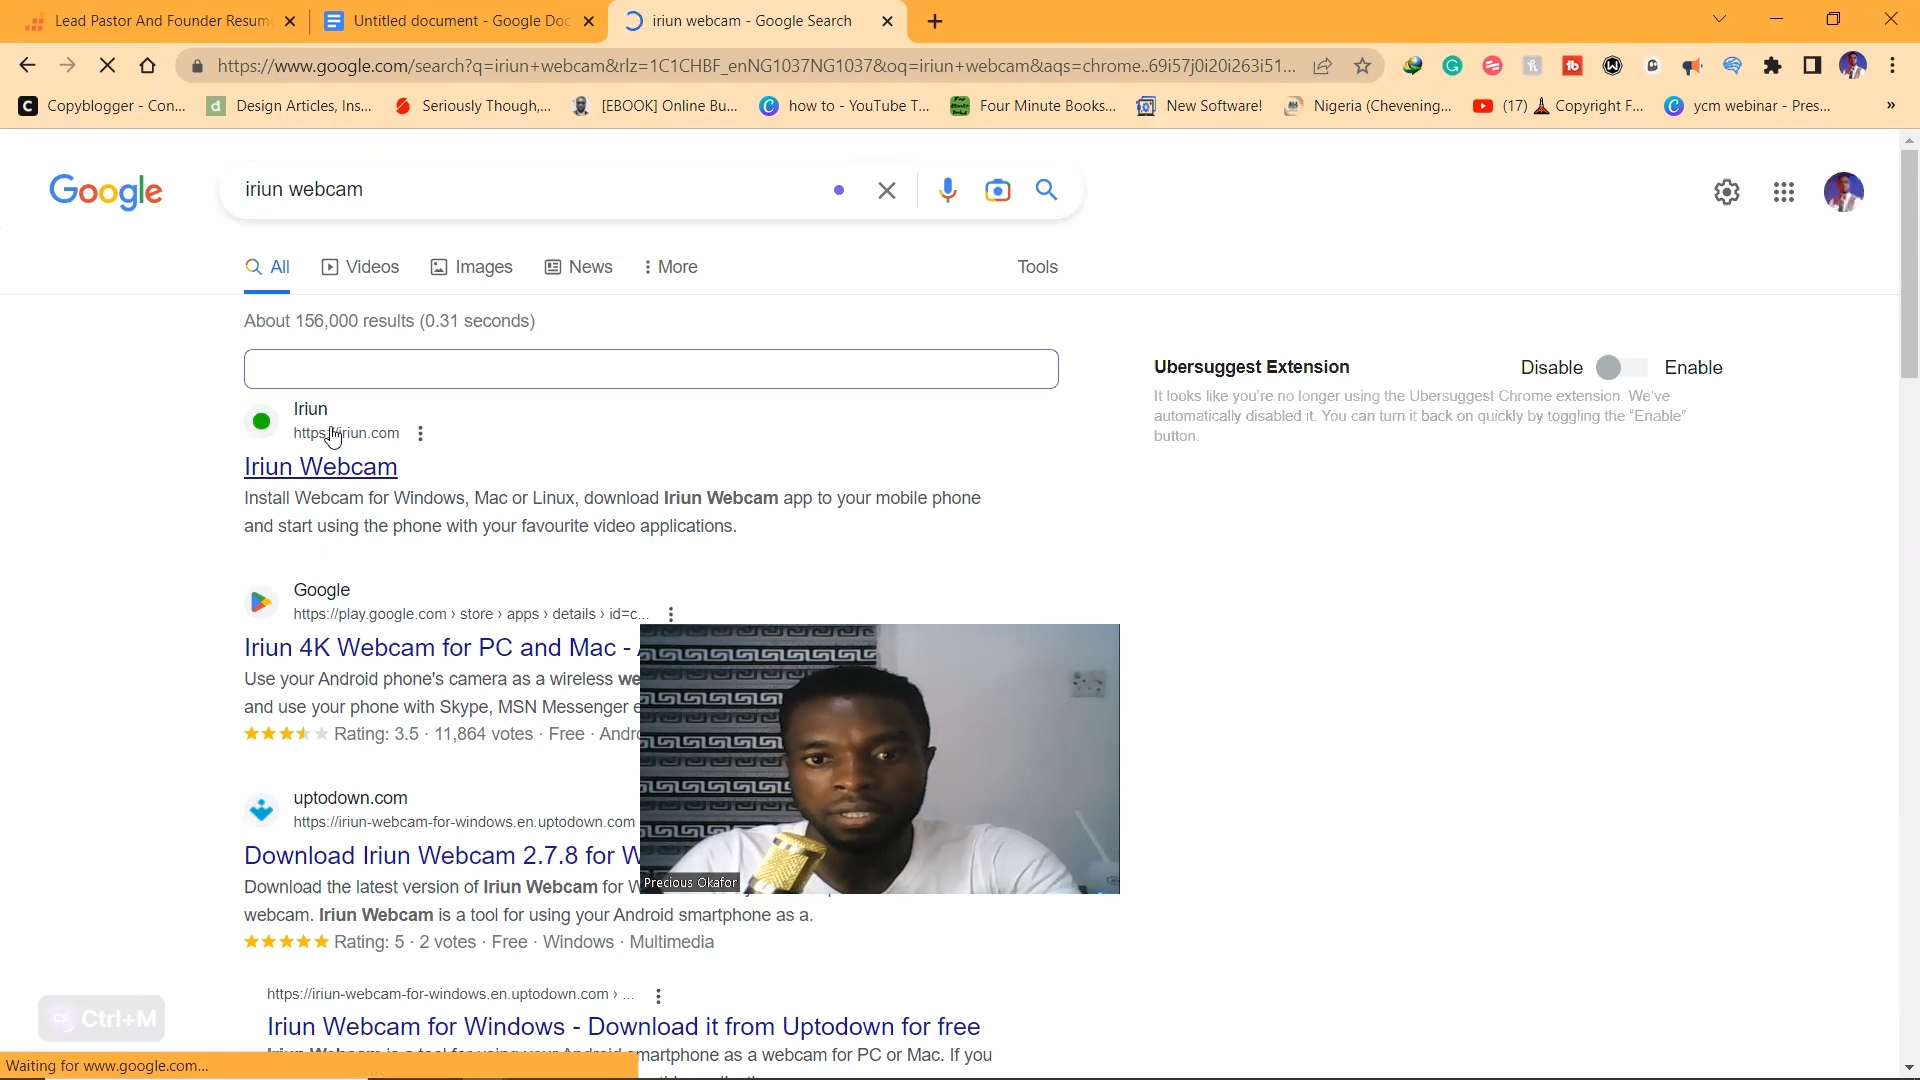 Lead Pastor And Founder Resum
Untitled document - Google Doc
iriun webcam - Google Search
https://www.google.com/search?q=iriun+webcam&rlz=1C1CHBF_enNG1037NG1037&oq=iriun+webcam&aqs=chrome..69i57j0i20i263i51...
Copyblogger - Con...
Design Articles, Ins...
Seriously Though,...
[EBOOK] Online Bu...
how to - YouTube T...
Four Minute Books...
New Software!
Nigeria (Chevening...
(17) Copyright F...
ycm webinar - Pres...
»
Google
iriun webcam
All
Videos
Images
News
More
Tools
About 156,000 results (0.31 seconds)
Ubersuggest Extension
Disable
Enable
It looks like you're no longer using the Ubersuggest Chrome extension. We've
automatically disabled it. You can turn it back on quickly by toggling the “Enable”
button.
Iriun
https://iriun.com
Iriun Webcam
Install Webcam for Windows, Mac or Linux, download Iriun Webcam app to your mobile phone
and start using the phone with your favourite video applications.
Google
https://play.google.com › store › apps › details › id=c...
Iriun 4K Webcam for PC and Mac -
Use your Android phone's camera as a wireless we
and use your phone with Skype, MSN Messenger e
Rating: 3.5 · 11,864 votes · Free · Andro
uptodown.com
https://iriun-webcam-for-windows.en.uptodown.com
Download Iriun Webcam 2.7.8 for W
Download the latest version of Iriun Webcam for W
webcam. Iriun Webcam is a tool for using your Android smartphone as a.
Rating: 5 · 2 votes · Free · Windows · Multimedia
Precious Okafor
https://iriun-webcam-for-windows.en.uptodown.com › ...
Iriun Webcam for Windows - Download it from Uptodown for free
martphone as a webcam for PC or Mac. If you
Ctrl+M
Waiting for www.google.com...